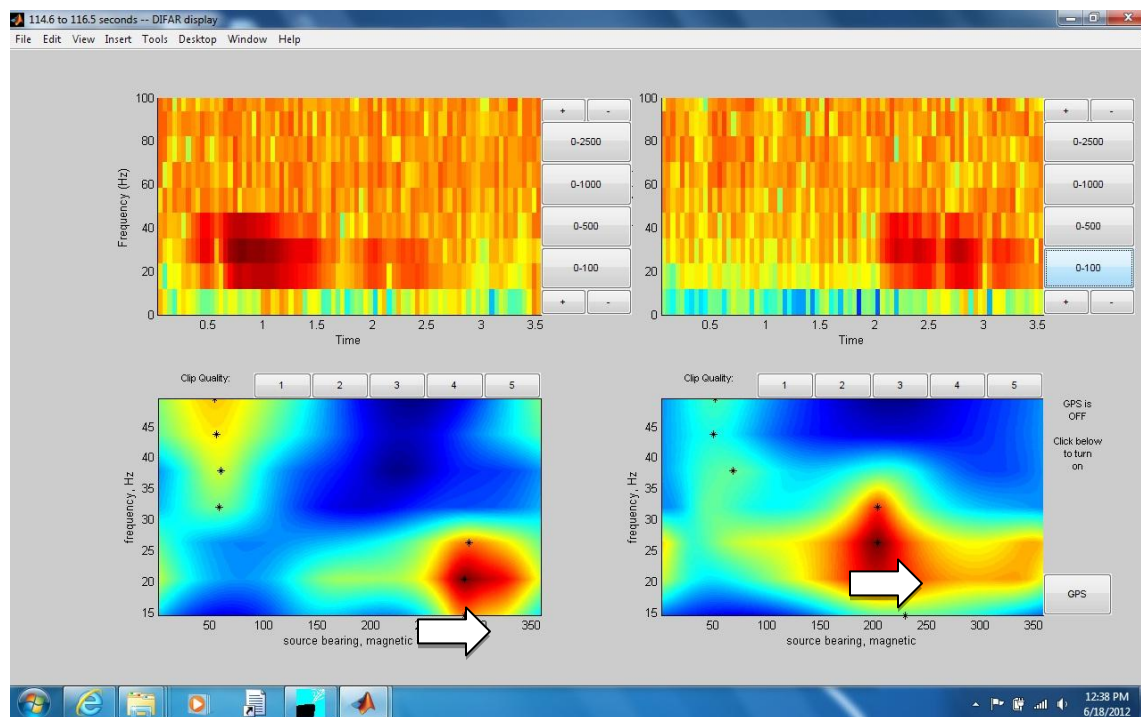 114.6 to 116.5 seconds -- DIFAR display
File Edit View Insert Tools Desktop Window Help
100
80
60
40
20
0
Frequency (Hz)
0.5 1 1.5 2 2.5 3 3.5
Time
+ -
0-2500
0-1000
0-500
0-100
+ -
100
80
60
40
20
0
0.5 1 1.5 2 2.5 3 3.5
Time
+ -
0-2500
0-1000
0-500
0-100
+ -
Clip Quality: 1 2 3 4 5
45
40
35
30
25
20
15
frequency, Hz
50 100 150 200 350
source bearing, magnetic
Clip Quality: 1 2 3 4 5
45
40
35
30
25
20
15
frequency, Hz
50 100 150 200 250 300 350
source bearing, magnetic
GPS is
OFF
Click below
to turn
on
GPS
12:38 PM
6/18/2012